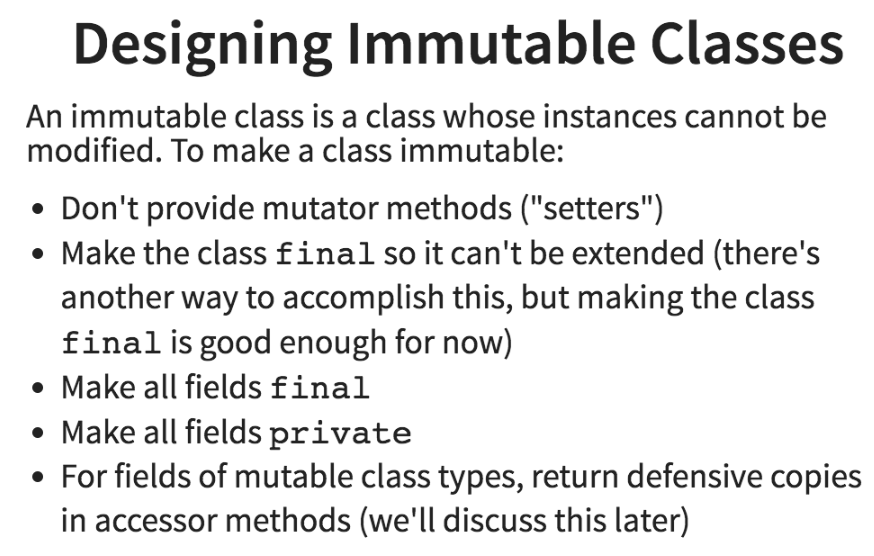 Designing Immutable Classes
An immutable class is a class whose instances cannot be
modified. To make a class immutable:
• Don't provide mutator methods ("setters")
• Make the class final so it can't be extended (there's
another way to accomplish this, but making the class
final is good enough for now)
• Make all fields final
• Make all fields private
• For fields of mutable class types, return defensive copies
in accessor methods (we'll discuss this later)